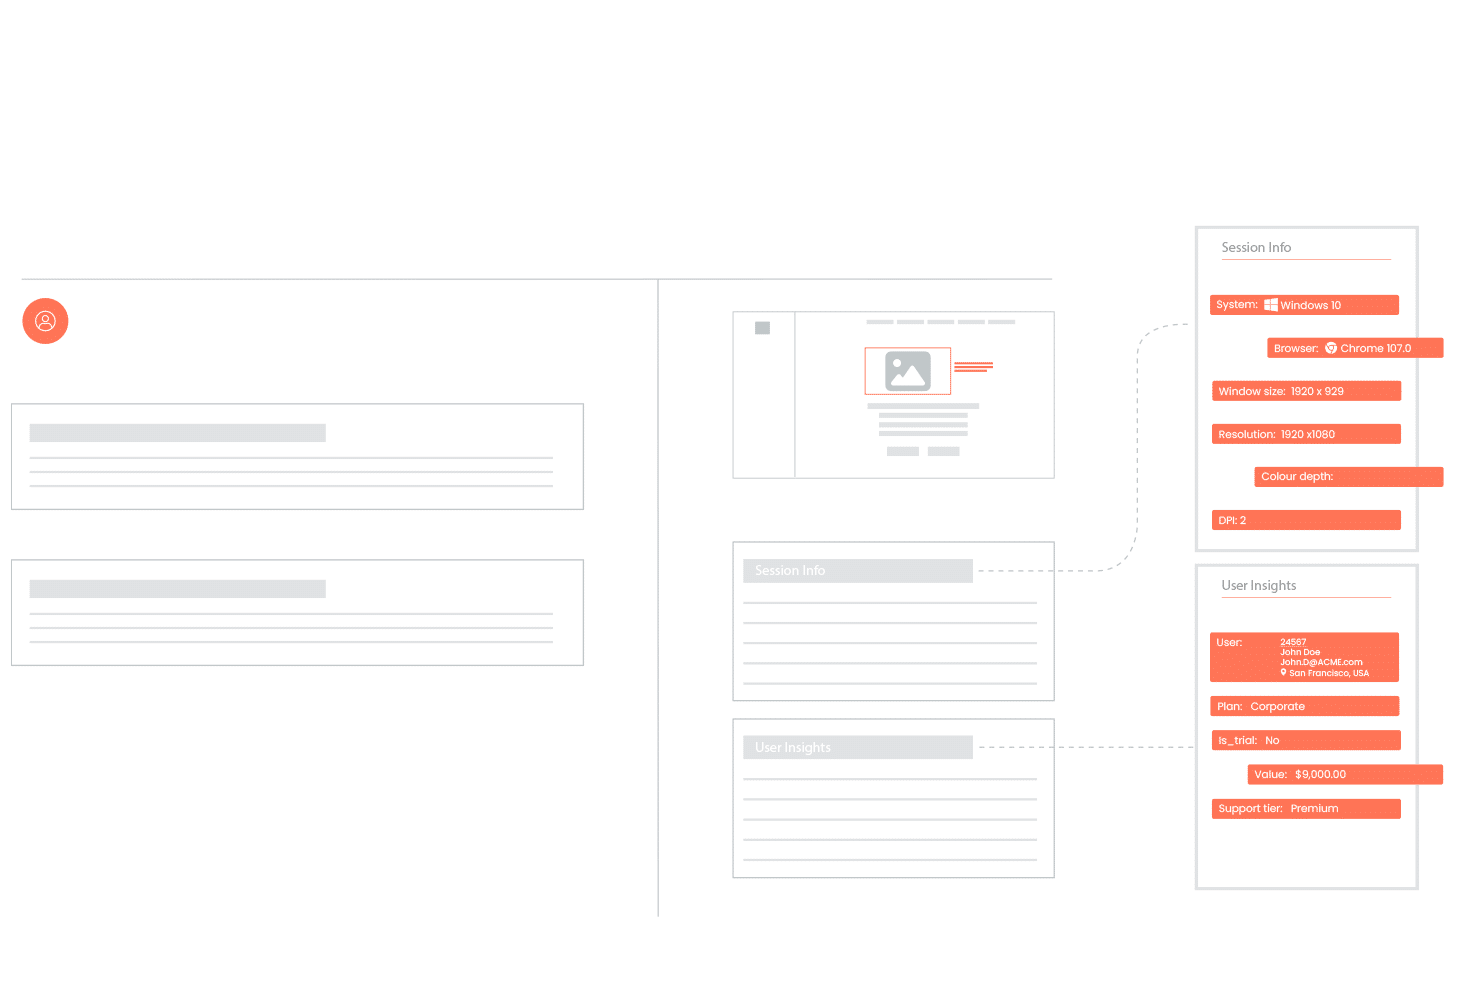 Session Info
System: Windows 10
Browser: Chrome 107.0
Window size: 1920 x 929
Resolution: 1920 x1080
Colour depth:
DPI: 2
Session Info
User Insights
User: 24567
John Doe
John.D@ACME.com
San Francisco, USA
Plan: Corporate
Is_trial: No
Value: $9,000.00
Support tier: Premium
User Insights